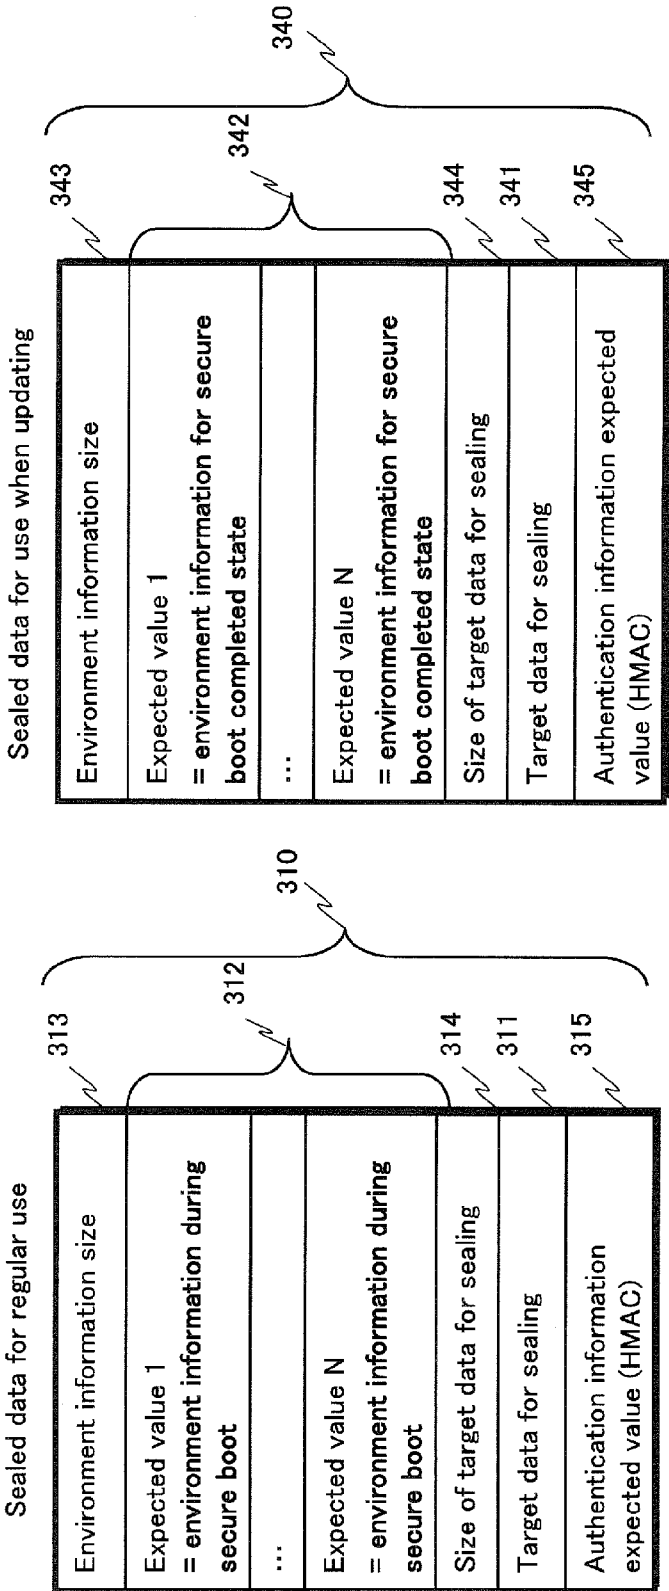 Sealed data for regular use
310
313
Environment information size
312
Expected value 1
= environment information during
secure boot
...
Expected value N
= environment information during
secure boot
314
Size of target data for sealing
311
Target data for sealing
315
Authentication information
expected value (HMAC)
Sealed data for use when updating
340
343
Environment information size
342
Expected value 1
= environment information for secure
boot completed state
...
Expected value N
= environment information for secure
boot completed state
344
Size of target data for sealing
341
Target data for sealing
345
Authentication information expected
value (HMAC)